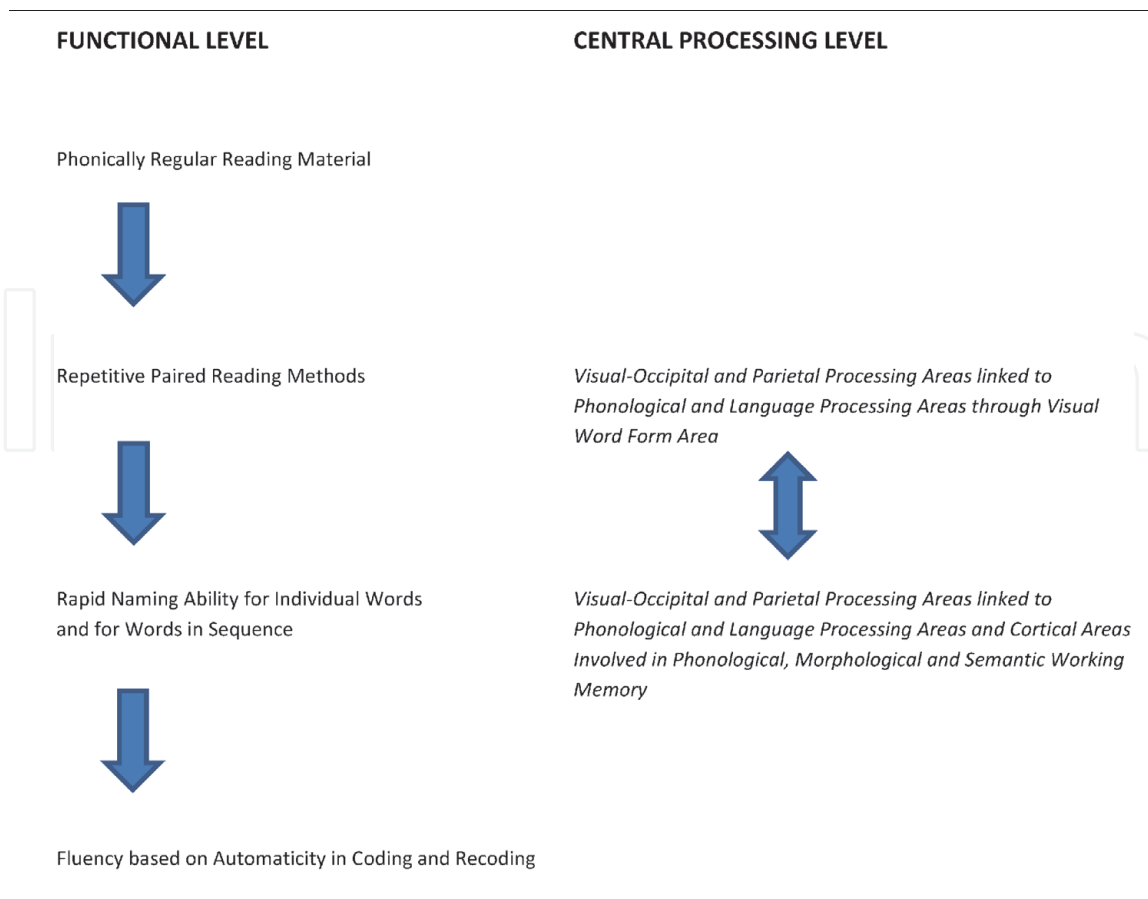 FUNCTIONAL LEVEL
CENTRAL PROCESSING LEVEL
Phonically Regular Reading Material
Repetitive Paired Reading Methods
Visual-Occipital and Parietal Processing Areas linked to
Phonological and Language Processing Areas through Visual
Word Form Area
Rapid Naming Ability for Individual Words
and for Words in Sequence
Visual-Occipital and Parietal Processing Areas linked to
Phonological and Language Processing Areas and Cortical Areas
Involved in Phonological, Morphological and Semantic Working
Memory
Fluency based on Automaticity in Coding and Recoding